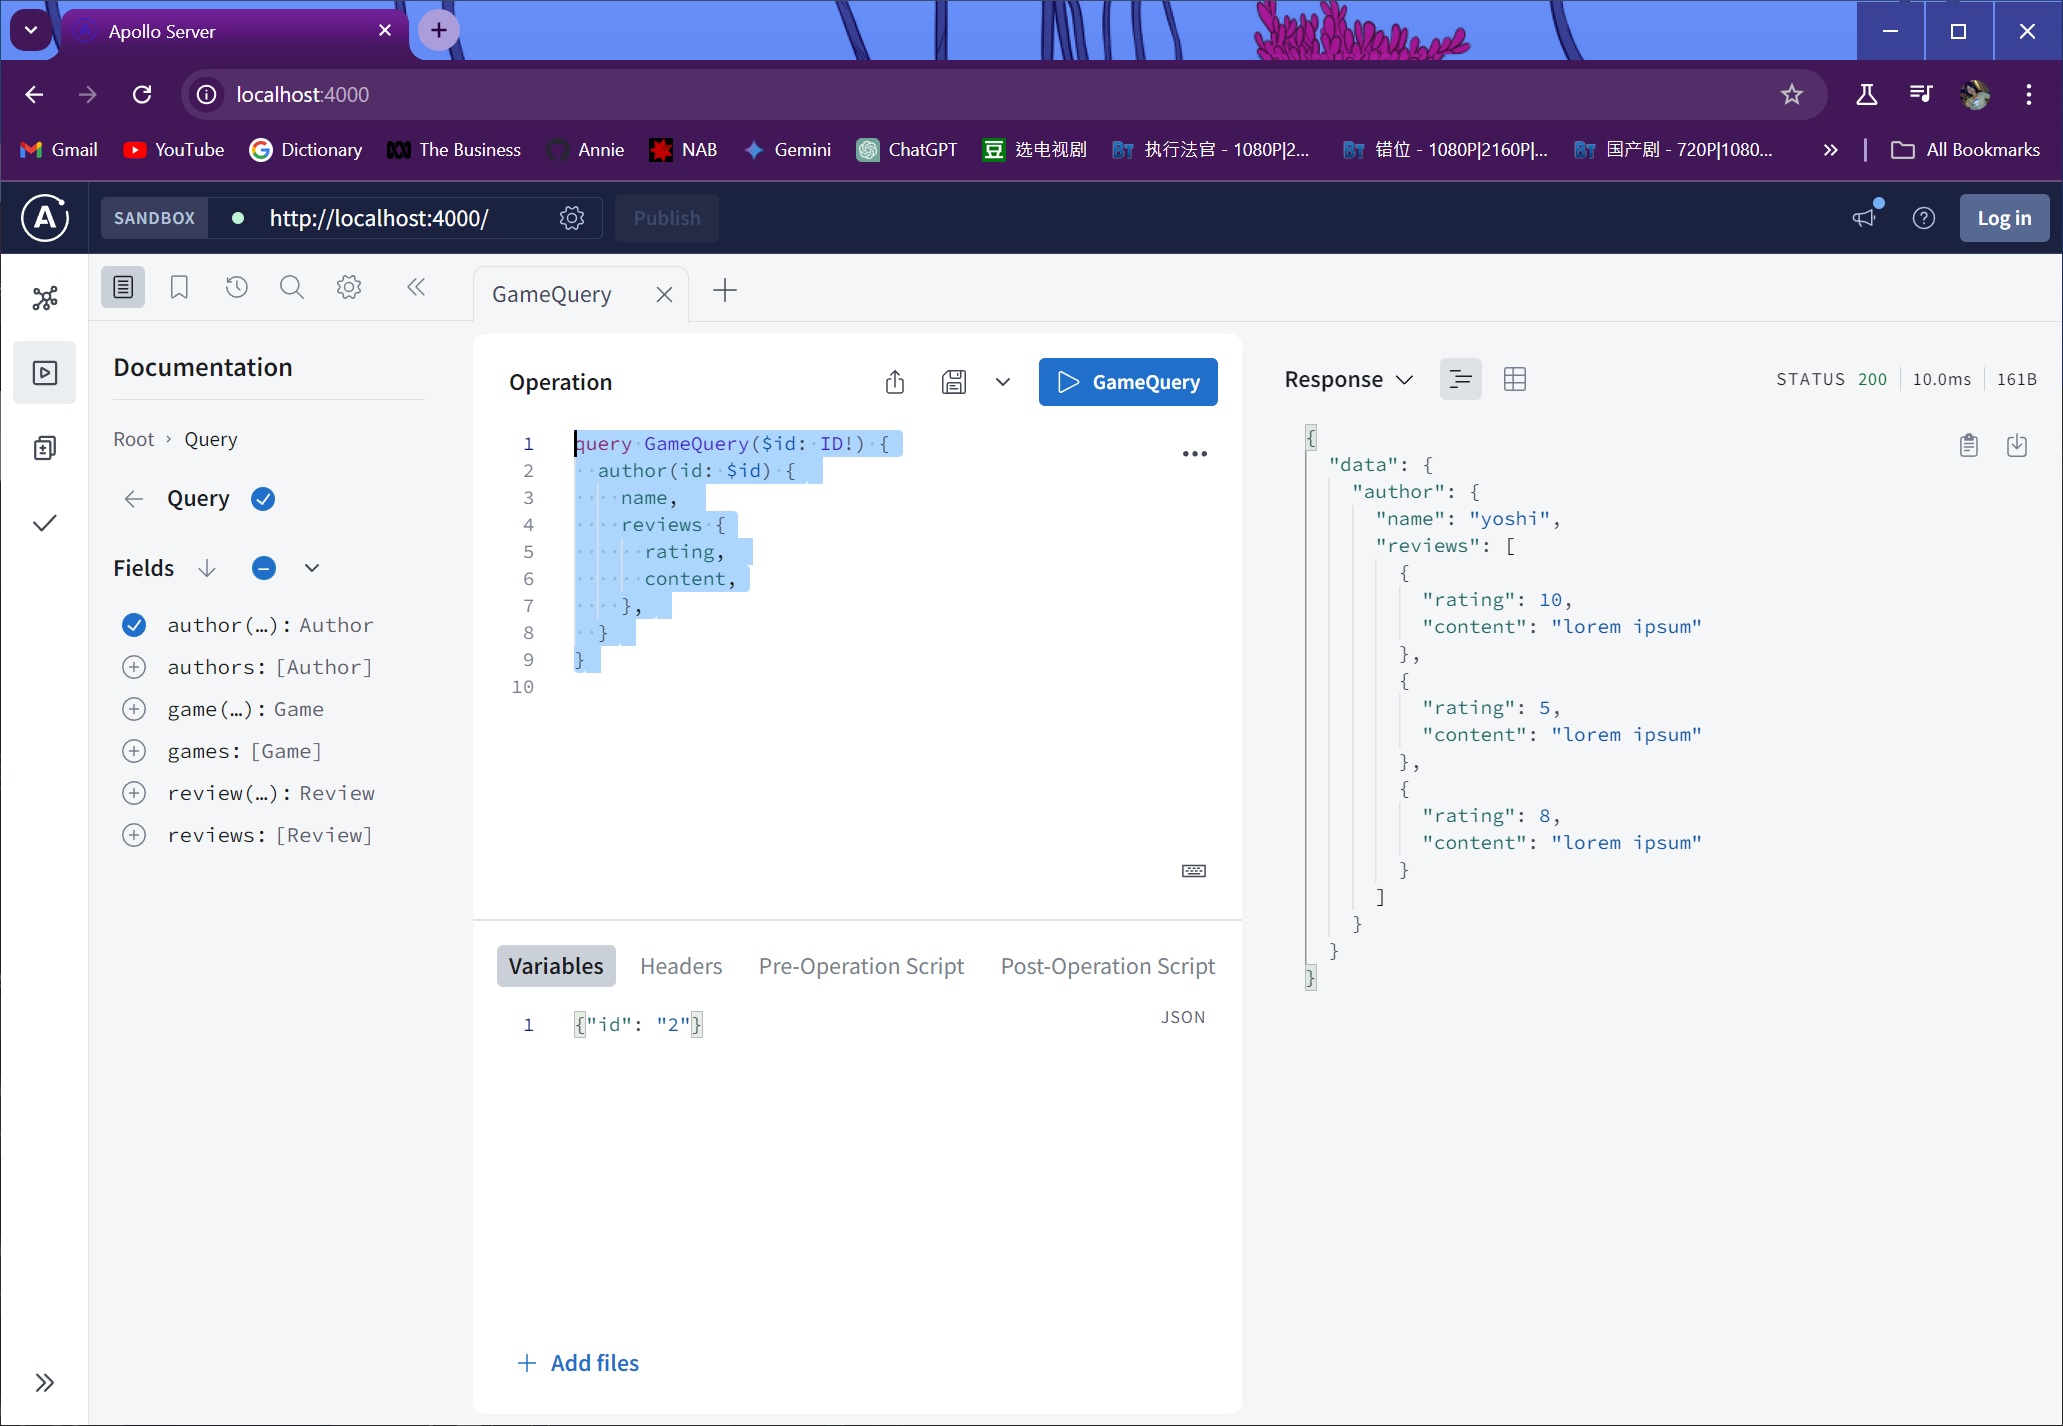 Apollo Server
localhost:4000
Gmail YouTube Dictionary The Business Annie NAB Gemini ChatGPT 选电视剧 执行法官 - 1080P|2... 错位 - 1080P|2160P|... 国产剧 - 720P|1080... All Bookmarks
SANDBOX http://localhost:4000/ Publish Log in
GameQuery
Documentation
Root › Query
Query
Fields
author(…): Author
authors: [Author]
game(…): Game
games: [Game]
review(…): Review
reviews: [Review]
Operation GameQuery
1 query GameQuery($id: ID!) {
2 author(id: $id) {
3 name,
4 reviews {
5 rating,
6 content,
7 },
8 }
9 }
10
Variables Headers Pre-Operation Script Post-Operation Script
1 {"id": "2"} JSON
Add files
Response STATUS 200 10.0ms 161B
{
"data": {
"author": {
"name": "yoshi",
"reviews": [
{
"rating": 10,
"content": "lorem ipsum"
},
{
"rating": 5,
"content": "lorem ipsum"
},
{
"rating": 8,
"content": "lorem ipsum"
}
]
}
}
}